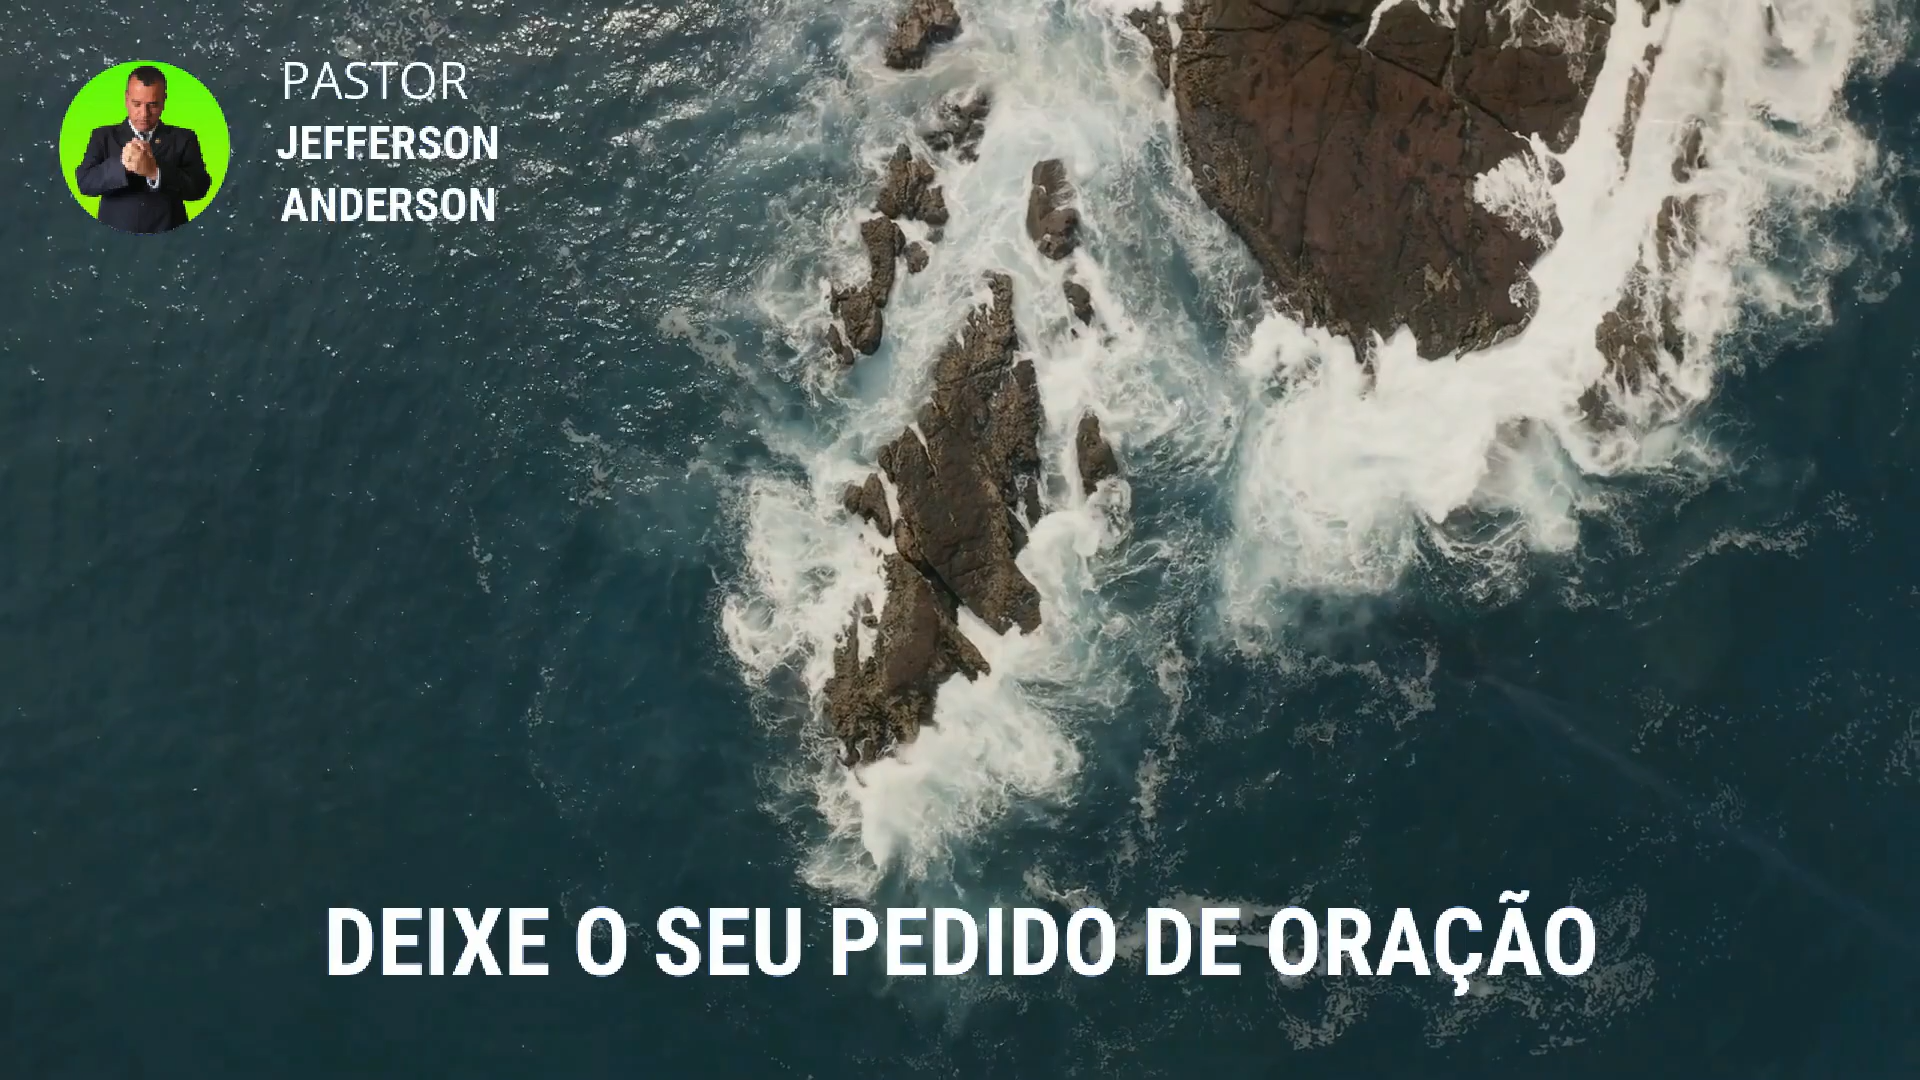 PASTOR
JEFFERSON
ANDERSON
DEIXE O SEU PEDIDO DE ORAÇÃO